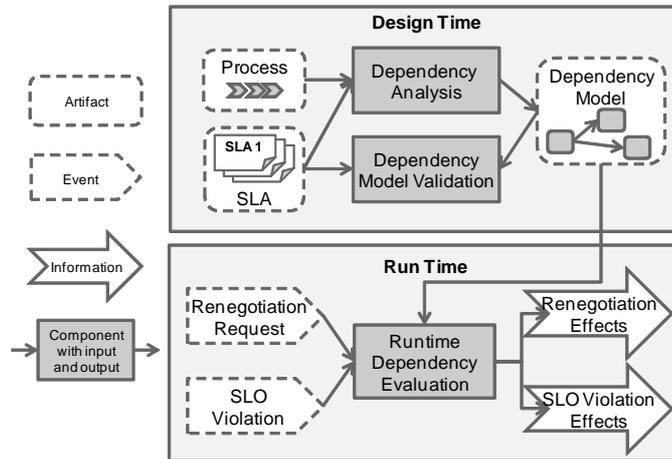 Design Time
Process
Dependency
Analysis
Dependency
Model
SLA 1
SLA
Dependency
Model Validation
Artifact
Event
Information
Component
with input
and output
Run Time
Renegotiation
Request
SLO
Violation
Runtime
Dependency
Evaluation
Renegotiation
Effects
SLO Violation
Effects